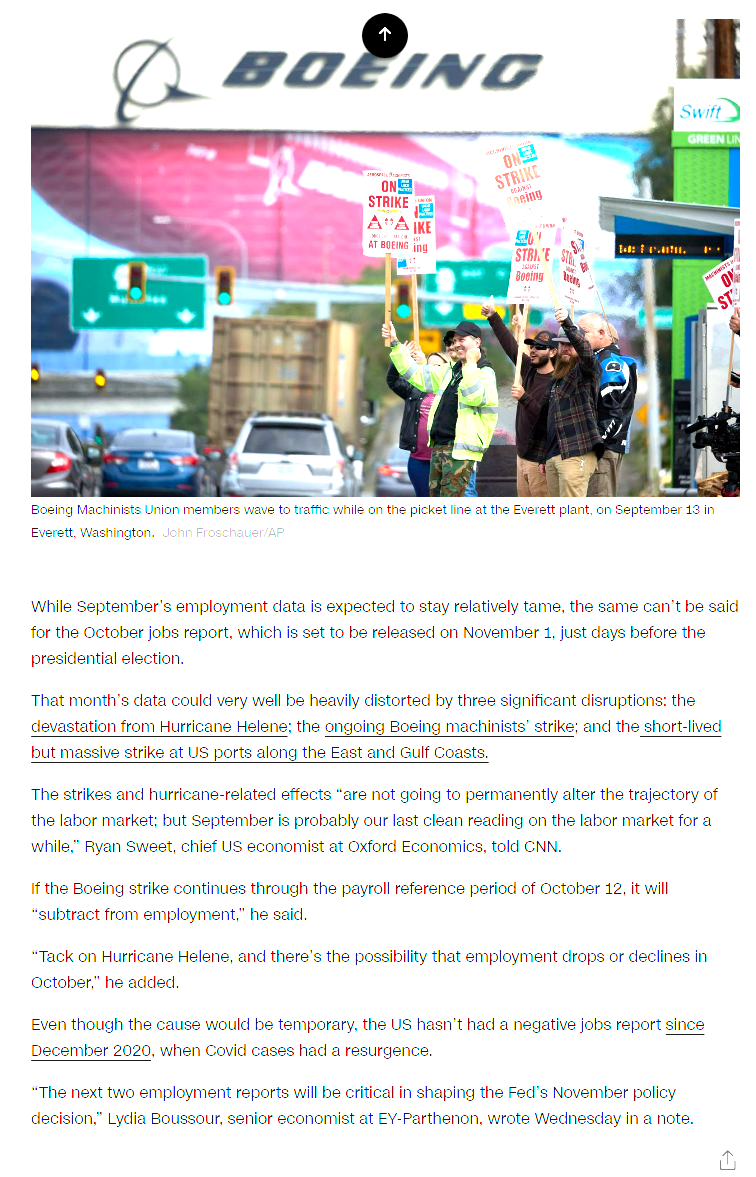 BOEING
Swift
GREEN LIN
ON
STRIKE
AT BOEING
ON
STRIKE
AGAINST
Boeing
IKE
ing
ON
STRIKE
AGAINST
Boeing
ON
ST
Boeing Machinists Union members wave to traffic while on the picket line at the Everett plant, on September 13 in
Everett, Washington. John Froschauer/AP
While September's employment data is expected to stay relatively tame, the same can't be said
for the October jobs report, which is set to be released on November 1, just days before the
presidential election.
That month's data could very well be heavily distorted by three significant disruptions: the
devastation from Hurricane Helene; the ongoing Boeing machinists' strike; and the short-lived
but massive strike at US ports along the East and Gulf Coasts.
The strikes and hurricane-related effects “are not going to permanently alter the trajectory of
the labor market; but September is probably our last clean reading on the labor market for a
while,” Ryan Sweet, chief US economist at Oxford Economics, told CNN.
If the Boeing strike continues through the payroll reference period of October 12, it will
“subtract from employment,” he said.
“Tack on Hurricane Helene, and there's the possibility that employment drops or declines in
October,” he added.
Even though the cause would be temporary, the US hasn't had a negative jobs report since
December 2020, when Covid cases had a resurgence.
“The next two employment reports will be critical in shaping the Fed's November policy
decision,” Lydia Boussour, senior economist at EY-Parthenon, wrote Wednesday in a note.